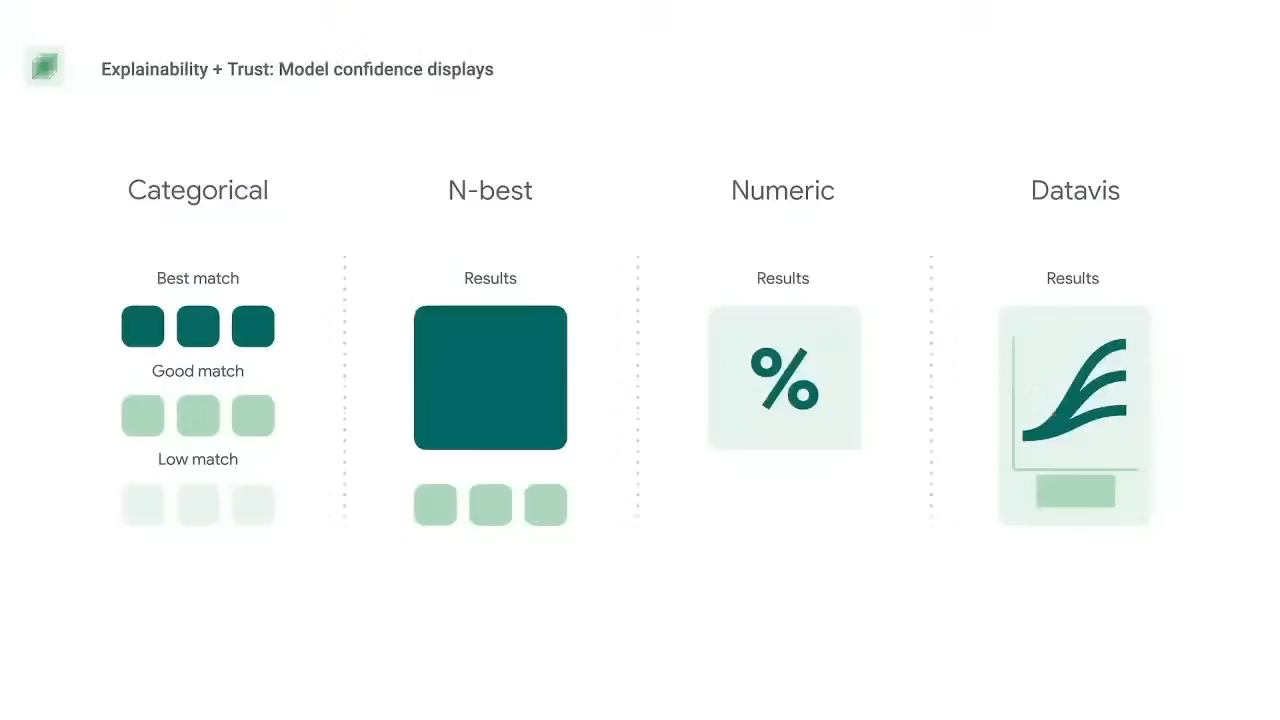 Explainability + Trust: Model confidence displays
Categorical
Best match
Good match
Low match
N-best
Results
Numeric
Results
%
Datavis
Results